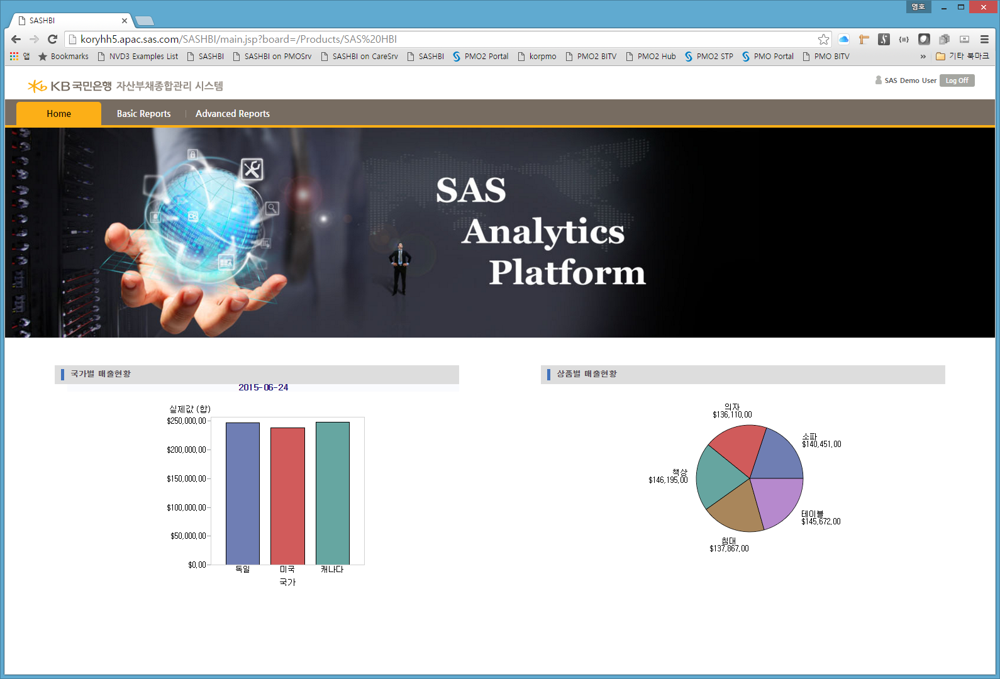 영호
SASHBI
koryhh5.apac.sas.com/SASHBI/main.jsp?board=/Products/SAS%20HBI
앱 Bookmarks NVD3 Examples List SASHBI SASHBI on PMOSrv SASHBI on CareSrv SASHBI PMO2 Portal korpmo PMO2 BITV PMO2 Hub PMO2 STP PMO Portal PMO BITV » 기타 북마크
KB 국민은행 자산부채종합관리 시스템
SAS Demo User Log Off
Home Basic Reports Advanced Reports
SAS
Analytics
Platform
국가별 매출현황
2015-06-24
실제값 (합)
$250,000.00
$200,000.00
$150,000.00
$100,000.00
$50,000.00
$0.00
독일 미국 캐나다
국가
상품별 매출현황
의자
$136,110.00
소파
$140,451.00
책상
$146,195.00
테이블
$145,672.00
침대
$137,867.00